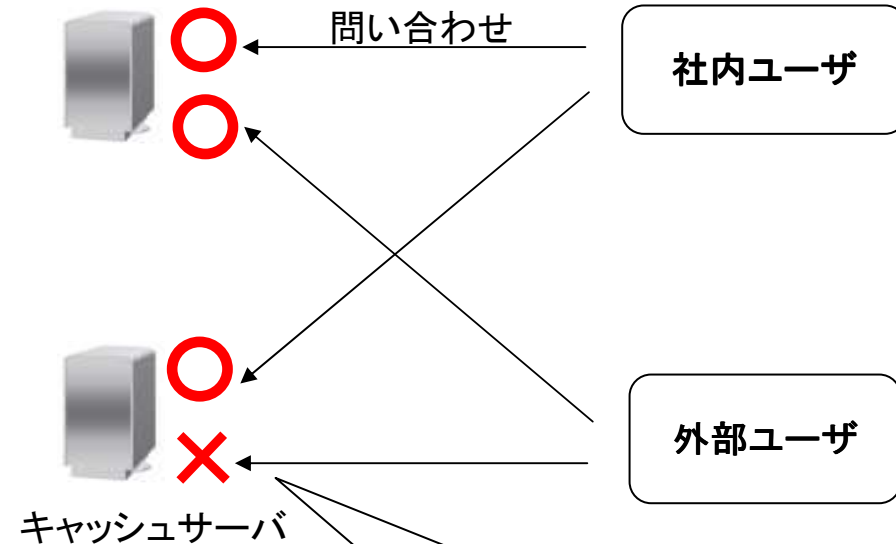 問い合わせ
社内ユーザ
外部ユーザ
キャッシュサーバ